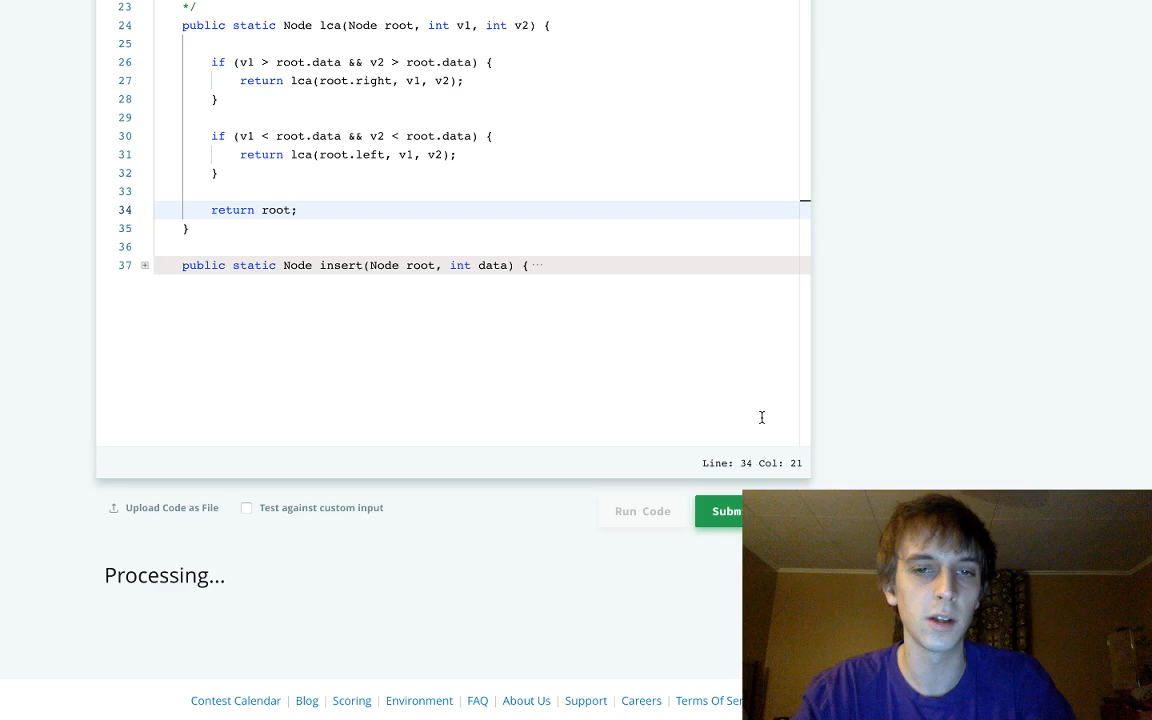 23 */
24 public static Node lca(Node root, int v1, int v2) {
25
26 if (v1 > root.data && v2 > root.data) {
27 return lca(root.right, v1, v2);
28 }
29
30 if (v1 < root.data && v2 < root.data) {
31 return lca(root.left, v1, v2);
32 }
33
34 return root;
35 }
36
37 public static Node insert(Node root, int data) { ···
Line: 34 Col: 21
Upload Code as File Test against custom input Run Code Subm
Processing...
Contest Calendar | Blog | Scoring | Environment | FAQ | About Us | Support | Careers | Terms Of Ser